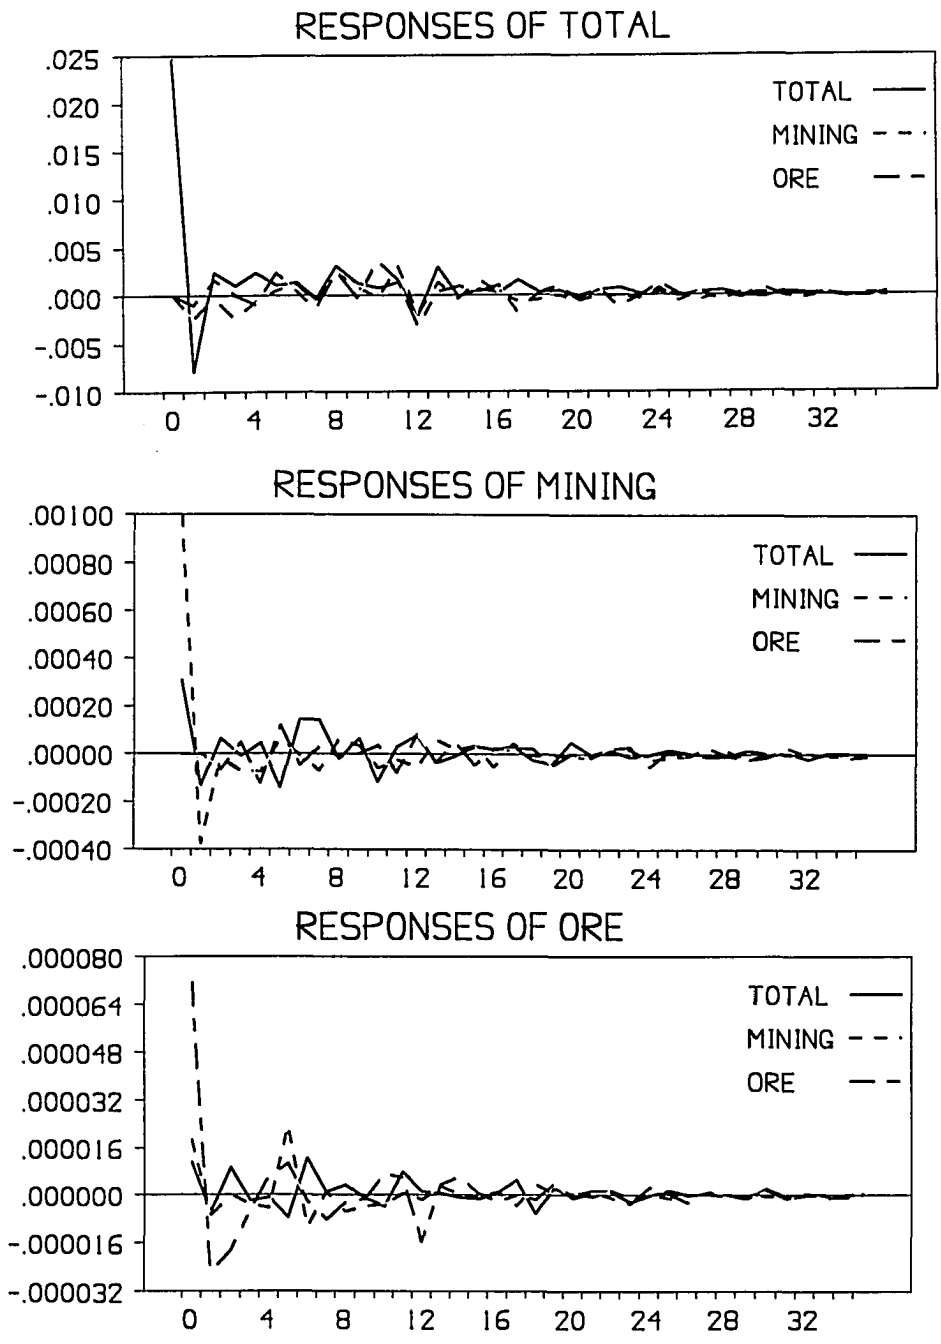 RESPONSES OF TOTAL
.025
.020
.015
.010
.005
.000
-.005
-.010
TOTAL
MINING
ORE
0 4 8 12 16 20 24 28 32
RESPONSES OF MINING
.00100
.00080
.00060
.00040
.00020
.00000
-.00020
-.00040
TOTAL
MINING
ORE
0 4 8 12 16 20 24 28 32
RESPONSES OF ORE
.000080
.000064
.000048
.000032
.000016
.000000
-.000016
-.000032
TOTAL
MINING
ORE
0 4 8 12 16 20 24 28 32